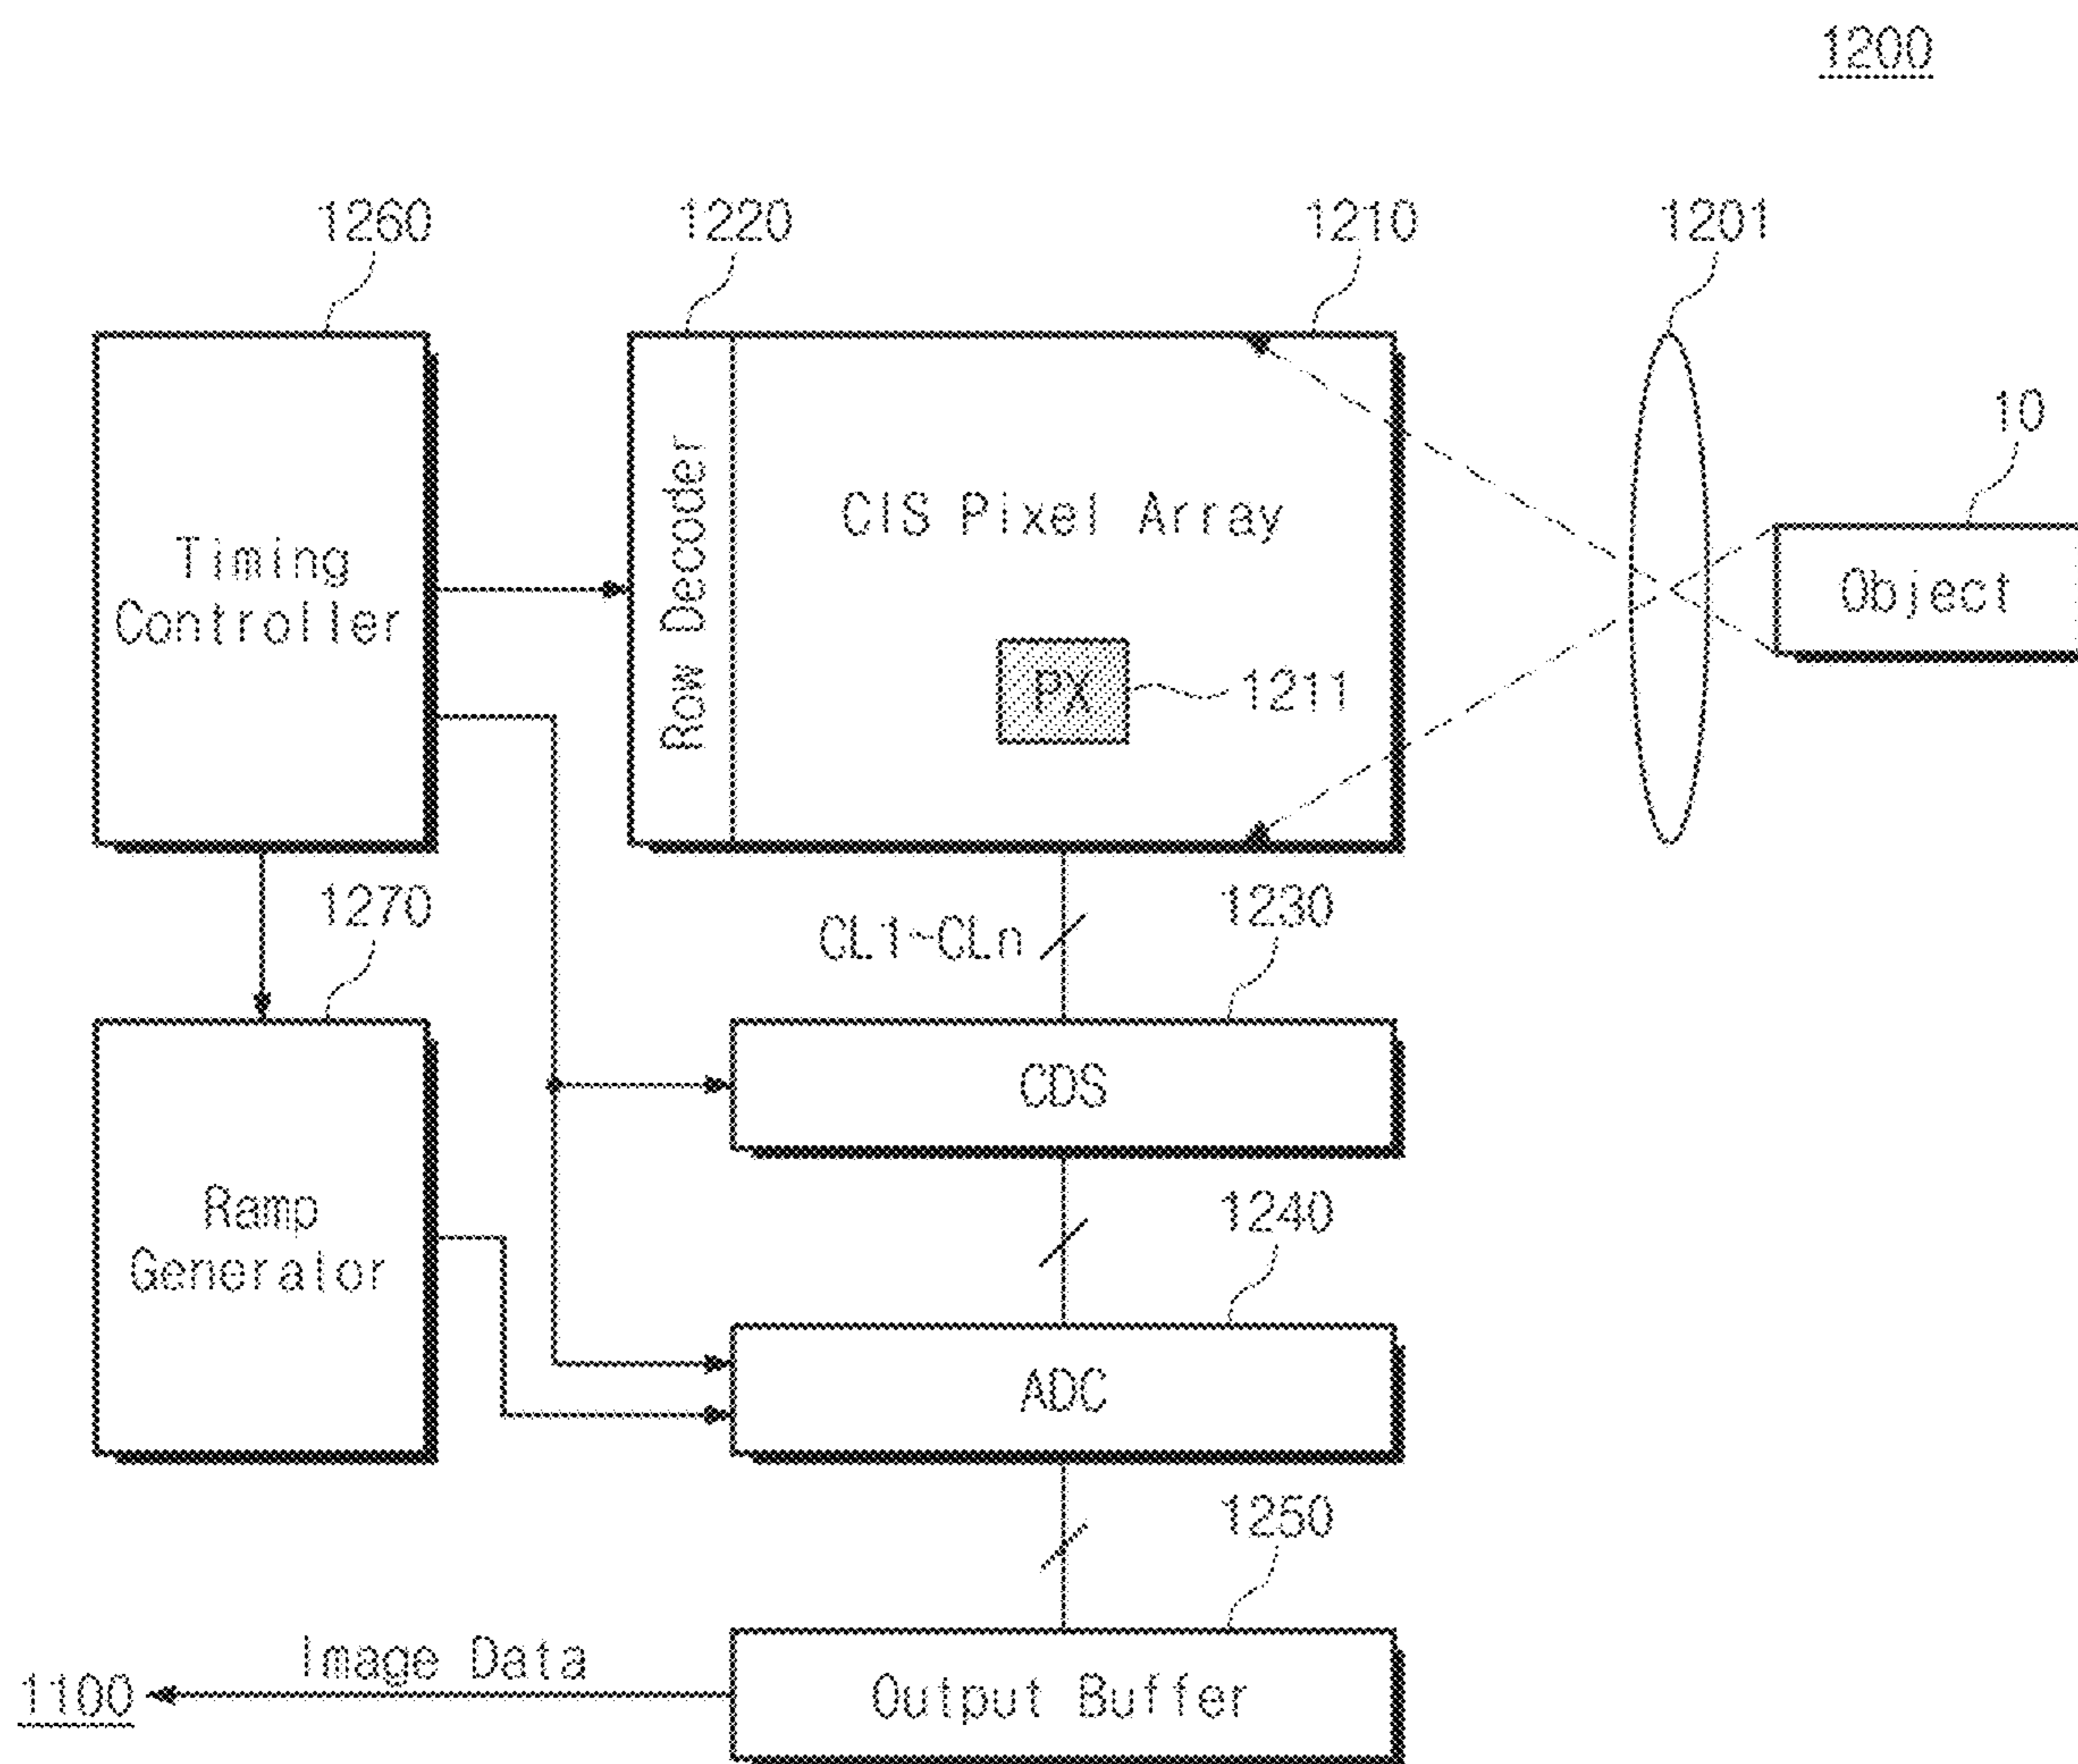 1200
1260
1220
1210
1201
10
Timing
Controller
Row Decoder
CIS Pixel Array
PX
1211
Object
1270
CL1~CLn
1230
CDS
Ramp
Generator
1240
ADC
1250
Image Data
1100
Output Buffer